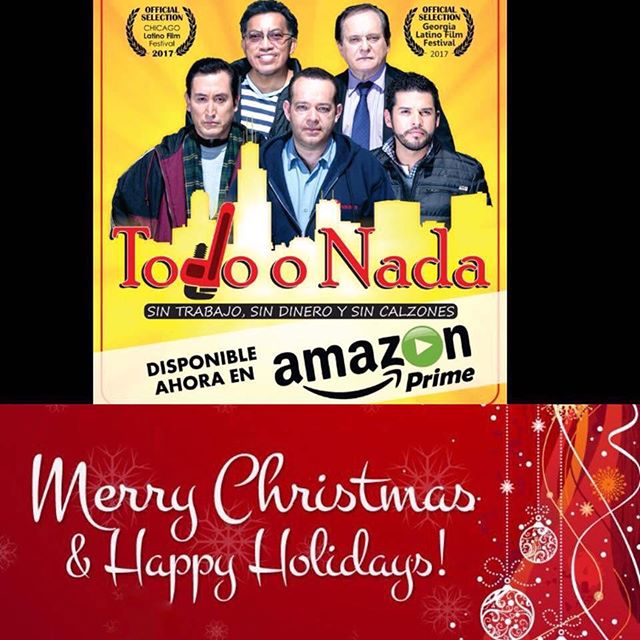 OFFICIAL
SELECTION
CHICAGO
Latino Film
Festival
2017
OFFICIAL
SELECTION
Georgia
Latino Film
Festival
2017
Todo o Nada
SIN TRABAJO, SIN DINERO Y SIN CALZONES
DISPONIBLE
AHORA EN
amazon
Prime
Merry Christmas
& Happy Holidays!